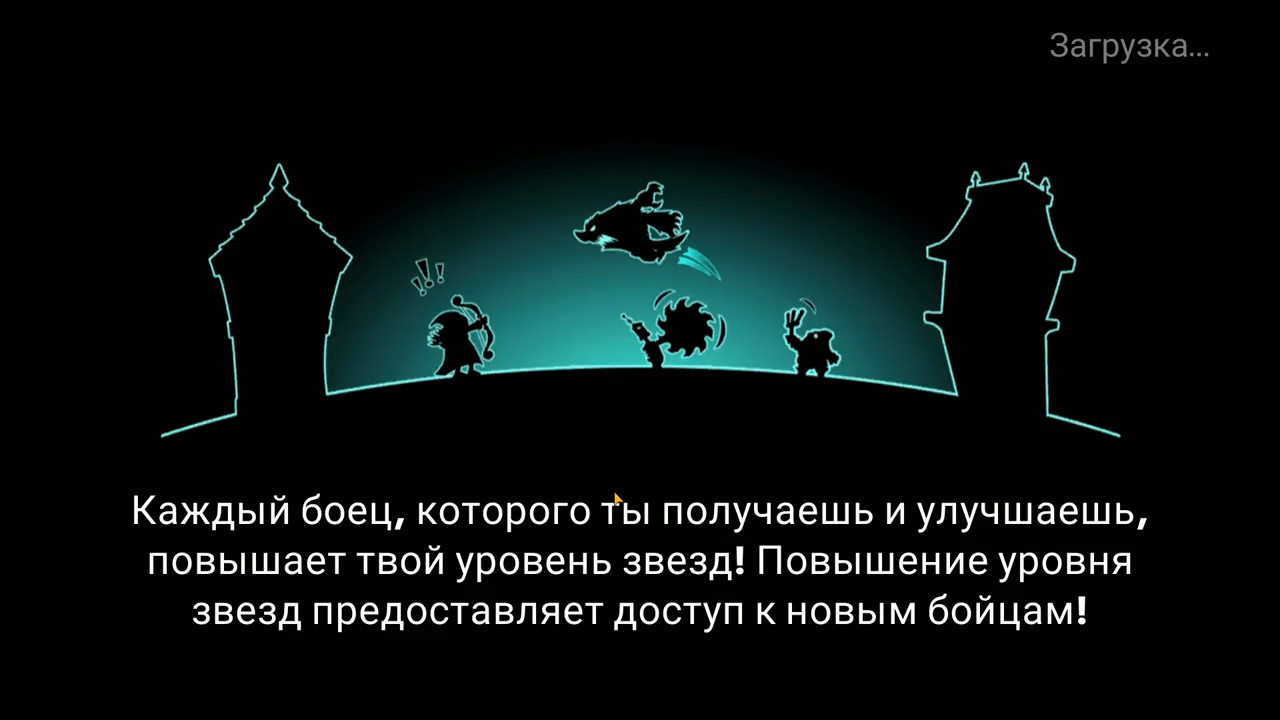 Загрузка...
Каждый боец, которого ты получаешь и улучшаешь,
повышает твой уровень звезд! Повышение уровня
звезд предоставляет доступ к новым бойцам!